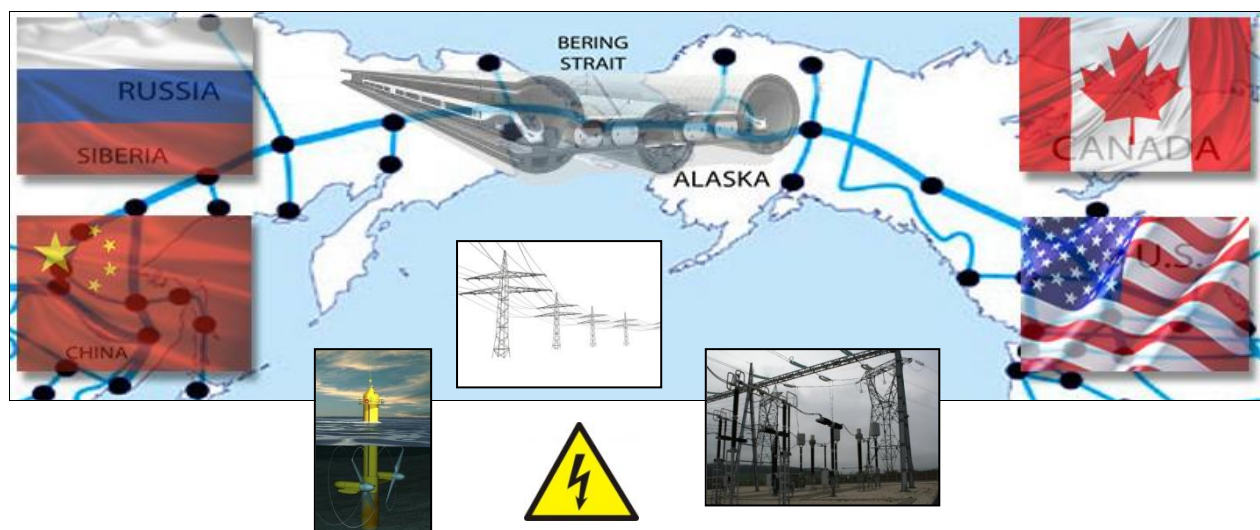 BERING
STRAIT
RUSSIA
SIBERIA
ALASKA
CANADA
U.S.
CHINA